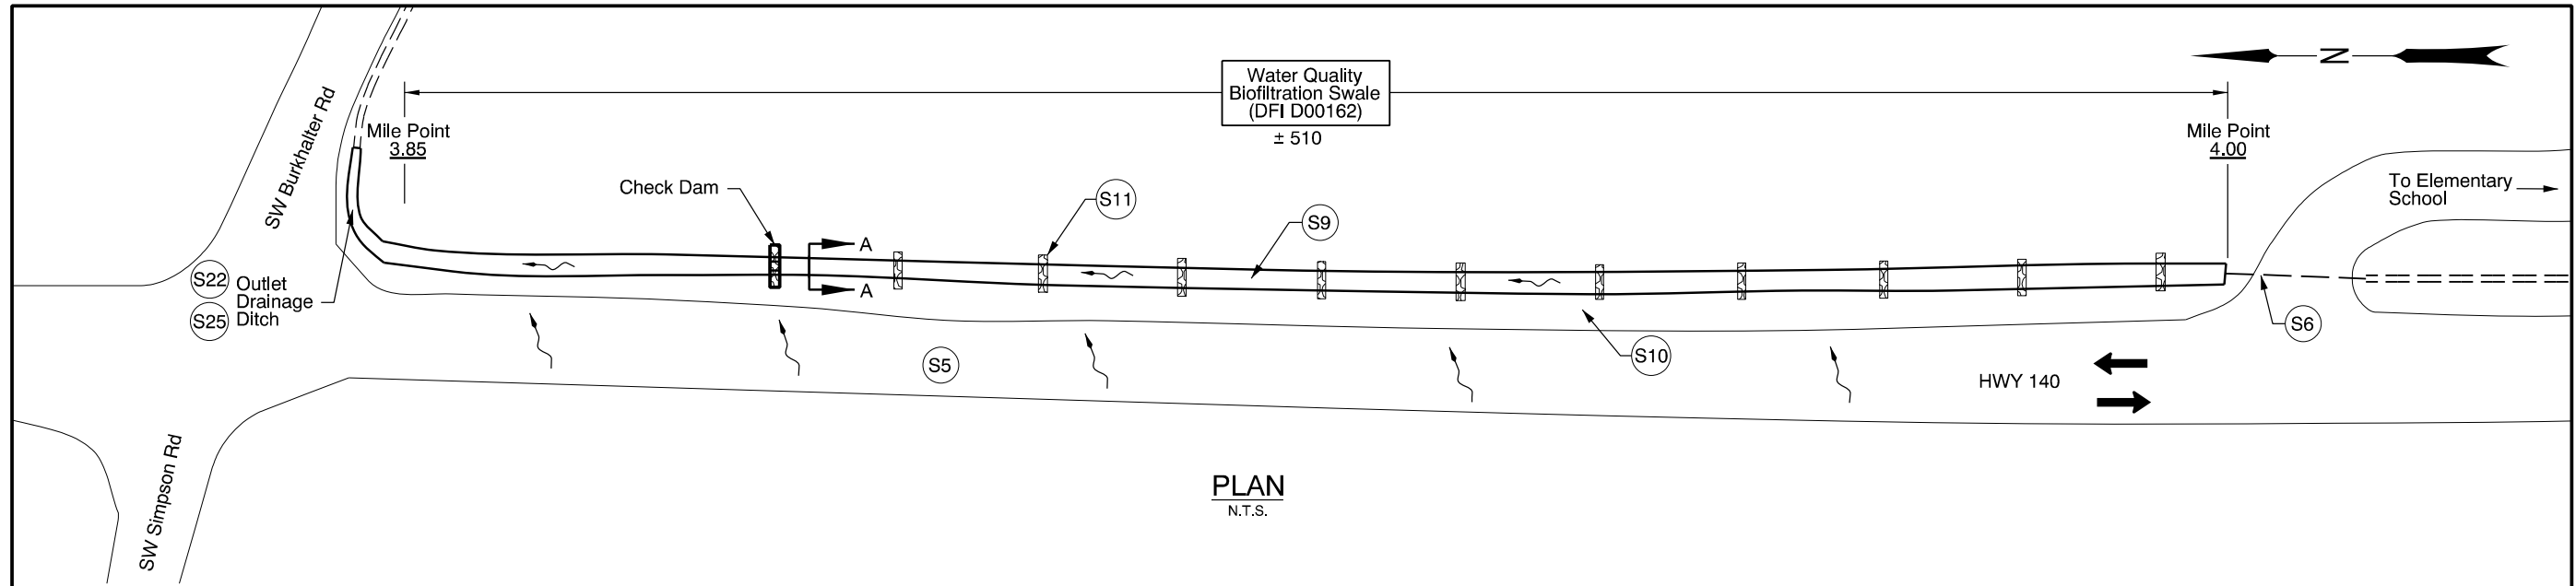 Water Quality
Biofiltration Swale
(DFI D00162)
± 510
N
SW Burkhalter Rd
Mile Point
3.85
Mile Point
4.00
To Elementary
School
Check Dam
S11
S9
A
A
S22
S25
Outlet
Drainage
Ditch
S5
S10
S6
HWY 140
SW Simpson Rd
PLAN
N.T.S.